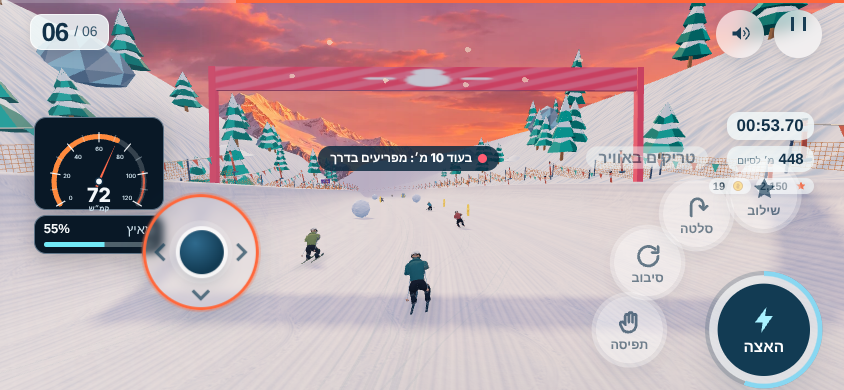 06 / 06
00:53.70
448 מ׳ לסיום
19
2,150
בעוד 10 מ׳: מפריעים בדרך
טריקים באוויר
שילוב
סלטה
סיבוב
תפיסה
האצה
0
20
40
60
80
100
120
72
קמ״ש
55%